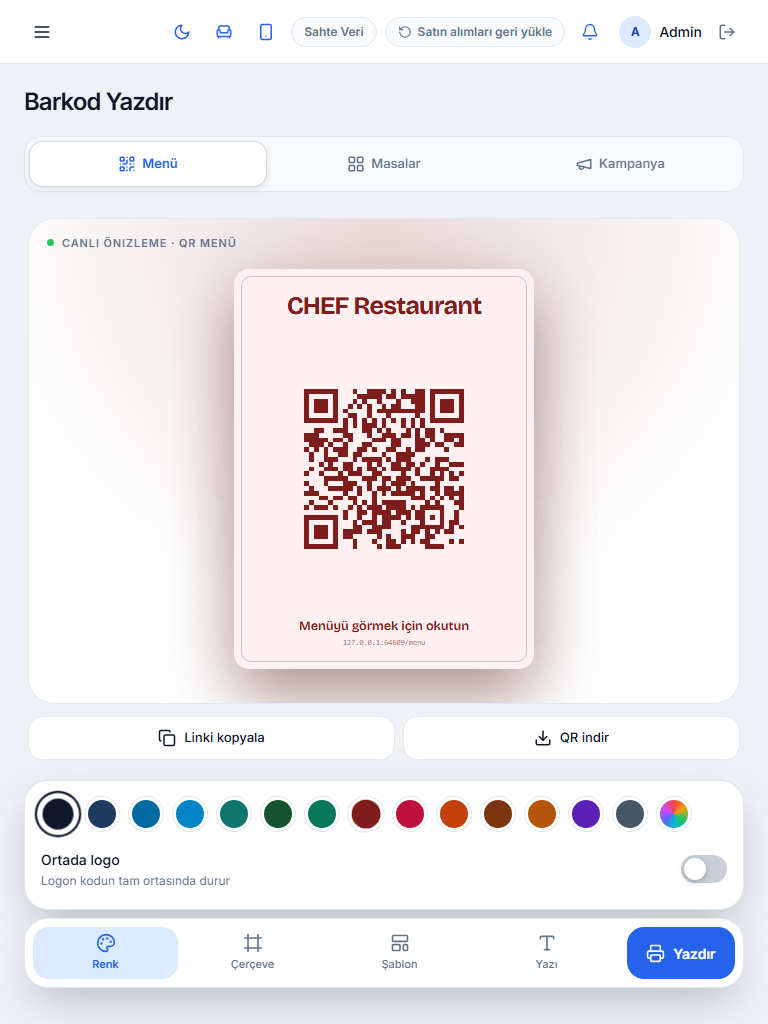 Sahte Veri
Satın alımları geri yükle
A
Admin
Barkod Yazdır
Menü
Masalar
Kampanya
CANLI ÖNİZLEME · QR MENÜ
CHEF Restaurant
Menüyü görmek için okutun
127.0.0.1:64609/menu
Linki kopyala
QR indir
Ortada logo
Logon kodun tam ortasında durur
Renk
Çerçeve
Şablon
Yazı
Yazdır